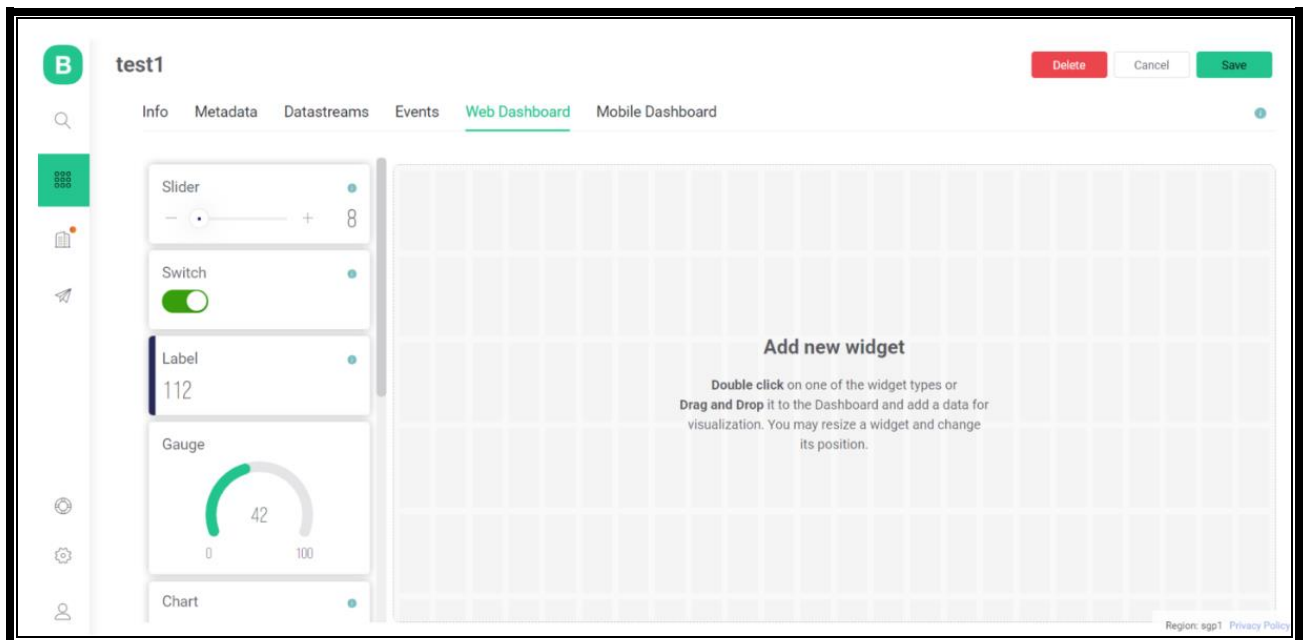 B
test1
Delete
Cancel
Save
Info
Metadata
Datastreams
Events
Web Dashboard
Mobile Dashboard
Slider
8
Switch
Label
112
Gauge
42
0
100
Chart
Add new widget
Double click on one of the widget types or
Drag and Drop it to the Dashboard and add a data for
visualization. You may resize a widget and change
its position.
Region: sgp1 Privacy Policy